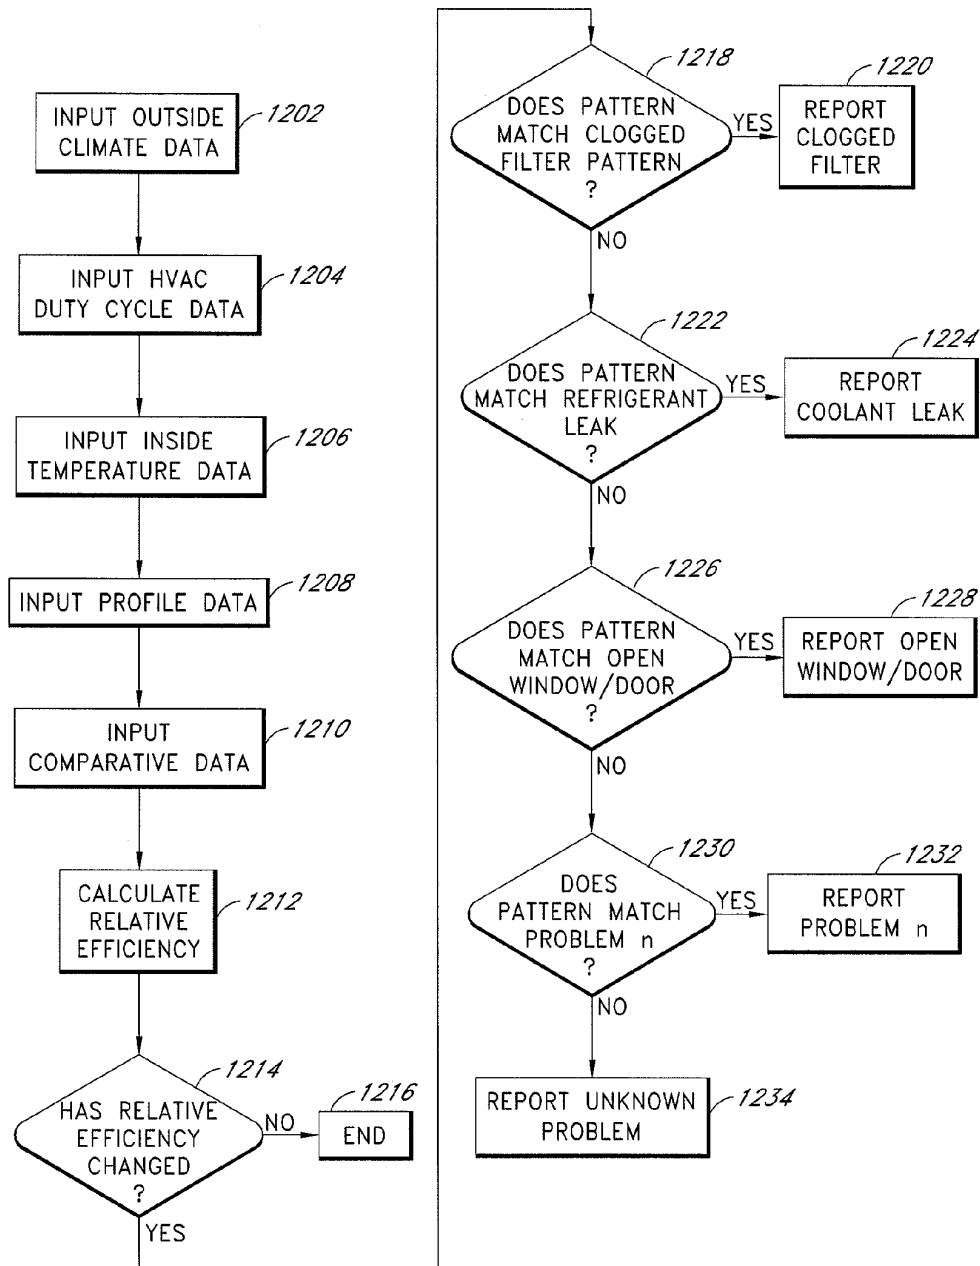 INPUT OUTSIDE
CLIMATE DATA
1202
INPUT HVAC
DUTY CYCLE DATA
1204
INPUT INSIDE
TEMPERATURE DATA
1206
INPUT PROFILE DATA
1208
INPUT
COMPARATIVE DATA
1210
CALCULATE
RELATIVE
EFFICIENCY
1212
HAS RELATIVE
EFFICIENCY
CHANGED
?
1214
NO
END
1216
YES
DOES PATTERN
MATCH CLOGGED
FILTER PATTERN
?
1218
YES
REPORT
CLOGGED
FILTER
1220
NO
DOES PATTERN
MATCH REFRIGERANT
LEAK
?
1222
YES
REPORT
COOLANT LEAK
1224
NO
DOES PATTERN
MATCH OPEN
WINDOW/DOOR
?
1226
YES
REPORT OPEN
WINDOW/DOOR
1228
NO
DOES
PATTERN MATCH
PROBLEM n
?
1230
YES
REPORT
PROBLEM n
1232
NO
REPORT UNKNOWN
PROBLEM
1234